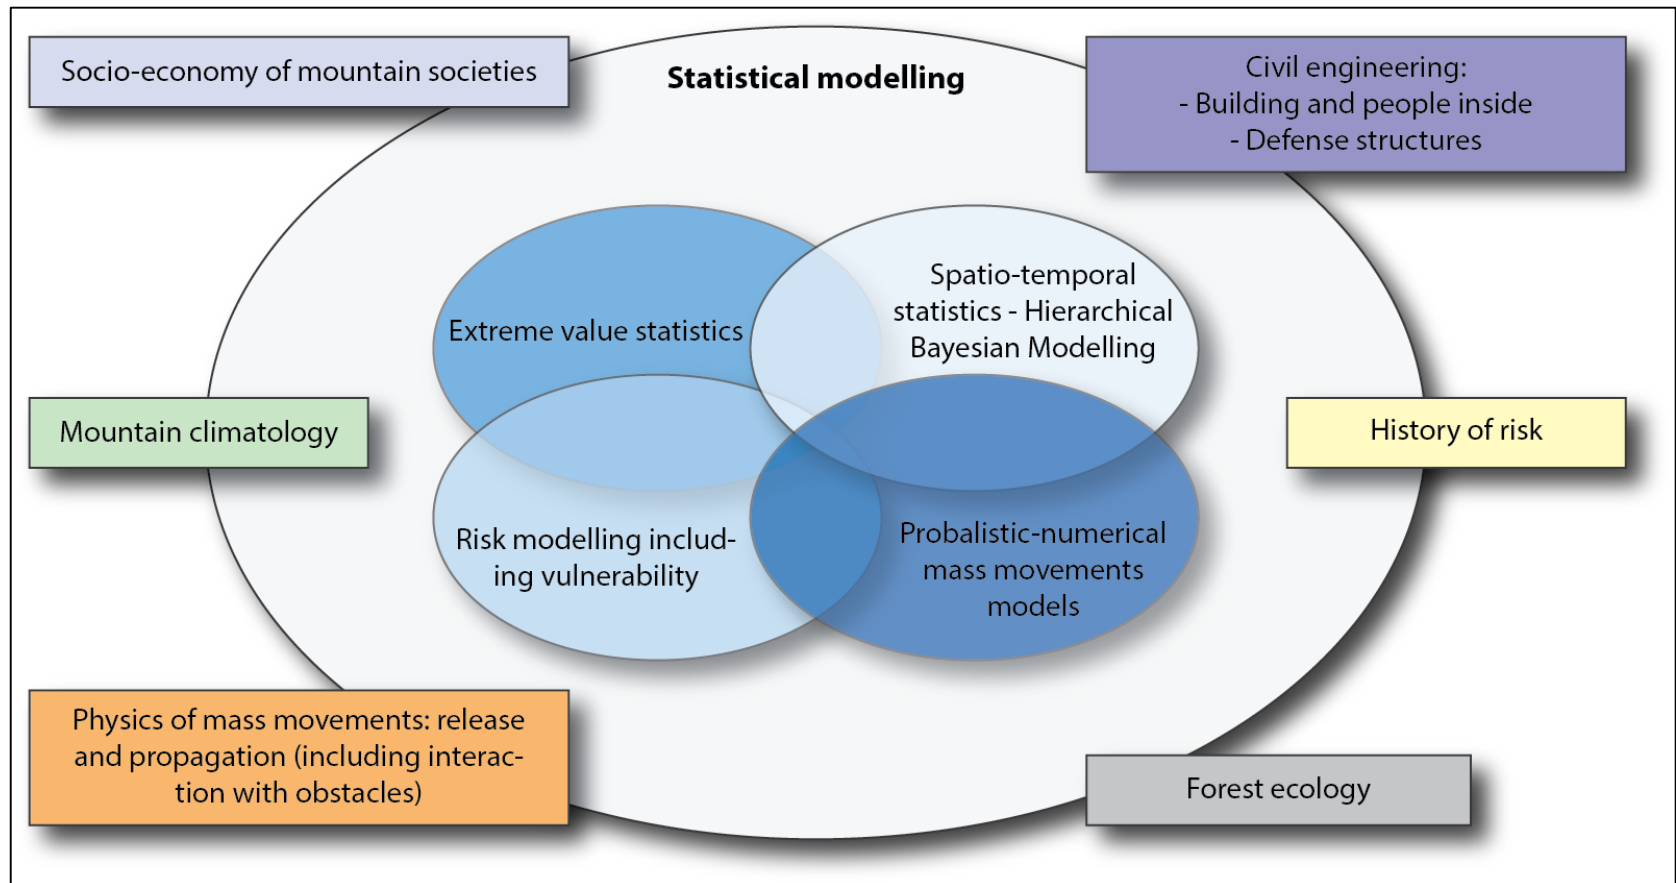 Socio-economy of mountain societies
Statistical modelling
Civil engineering:
- Building and people inside
- Defense structures
Extreme value statistics
Spatio-temporal
statistics - Hierarchical
Bayesian Modelling
Mountain climatology
History of risk
Risk modelling includ-
ing vulnerability
Probalistic-numerical
mass movements
models
Physics of mass movements: release
and propagation (including interac-
tion with obstacles)
Forest ecology